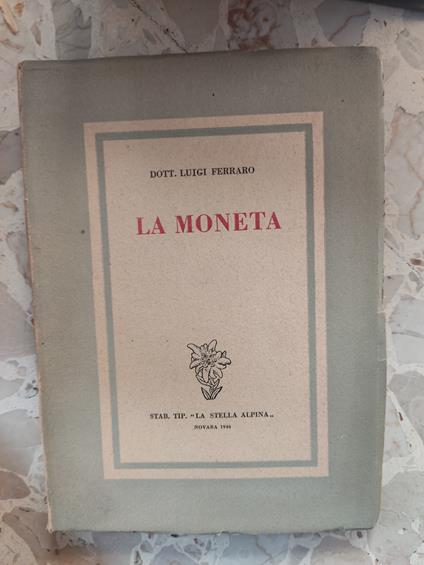 DOTT. LUIGI FERRARO
LA MONETA
STAB. TIP. "LA STELLA ALPINA„
NOVARA 1946